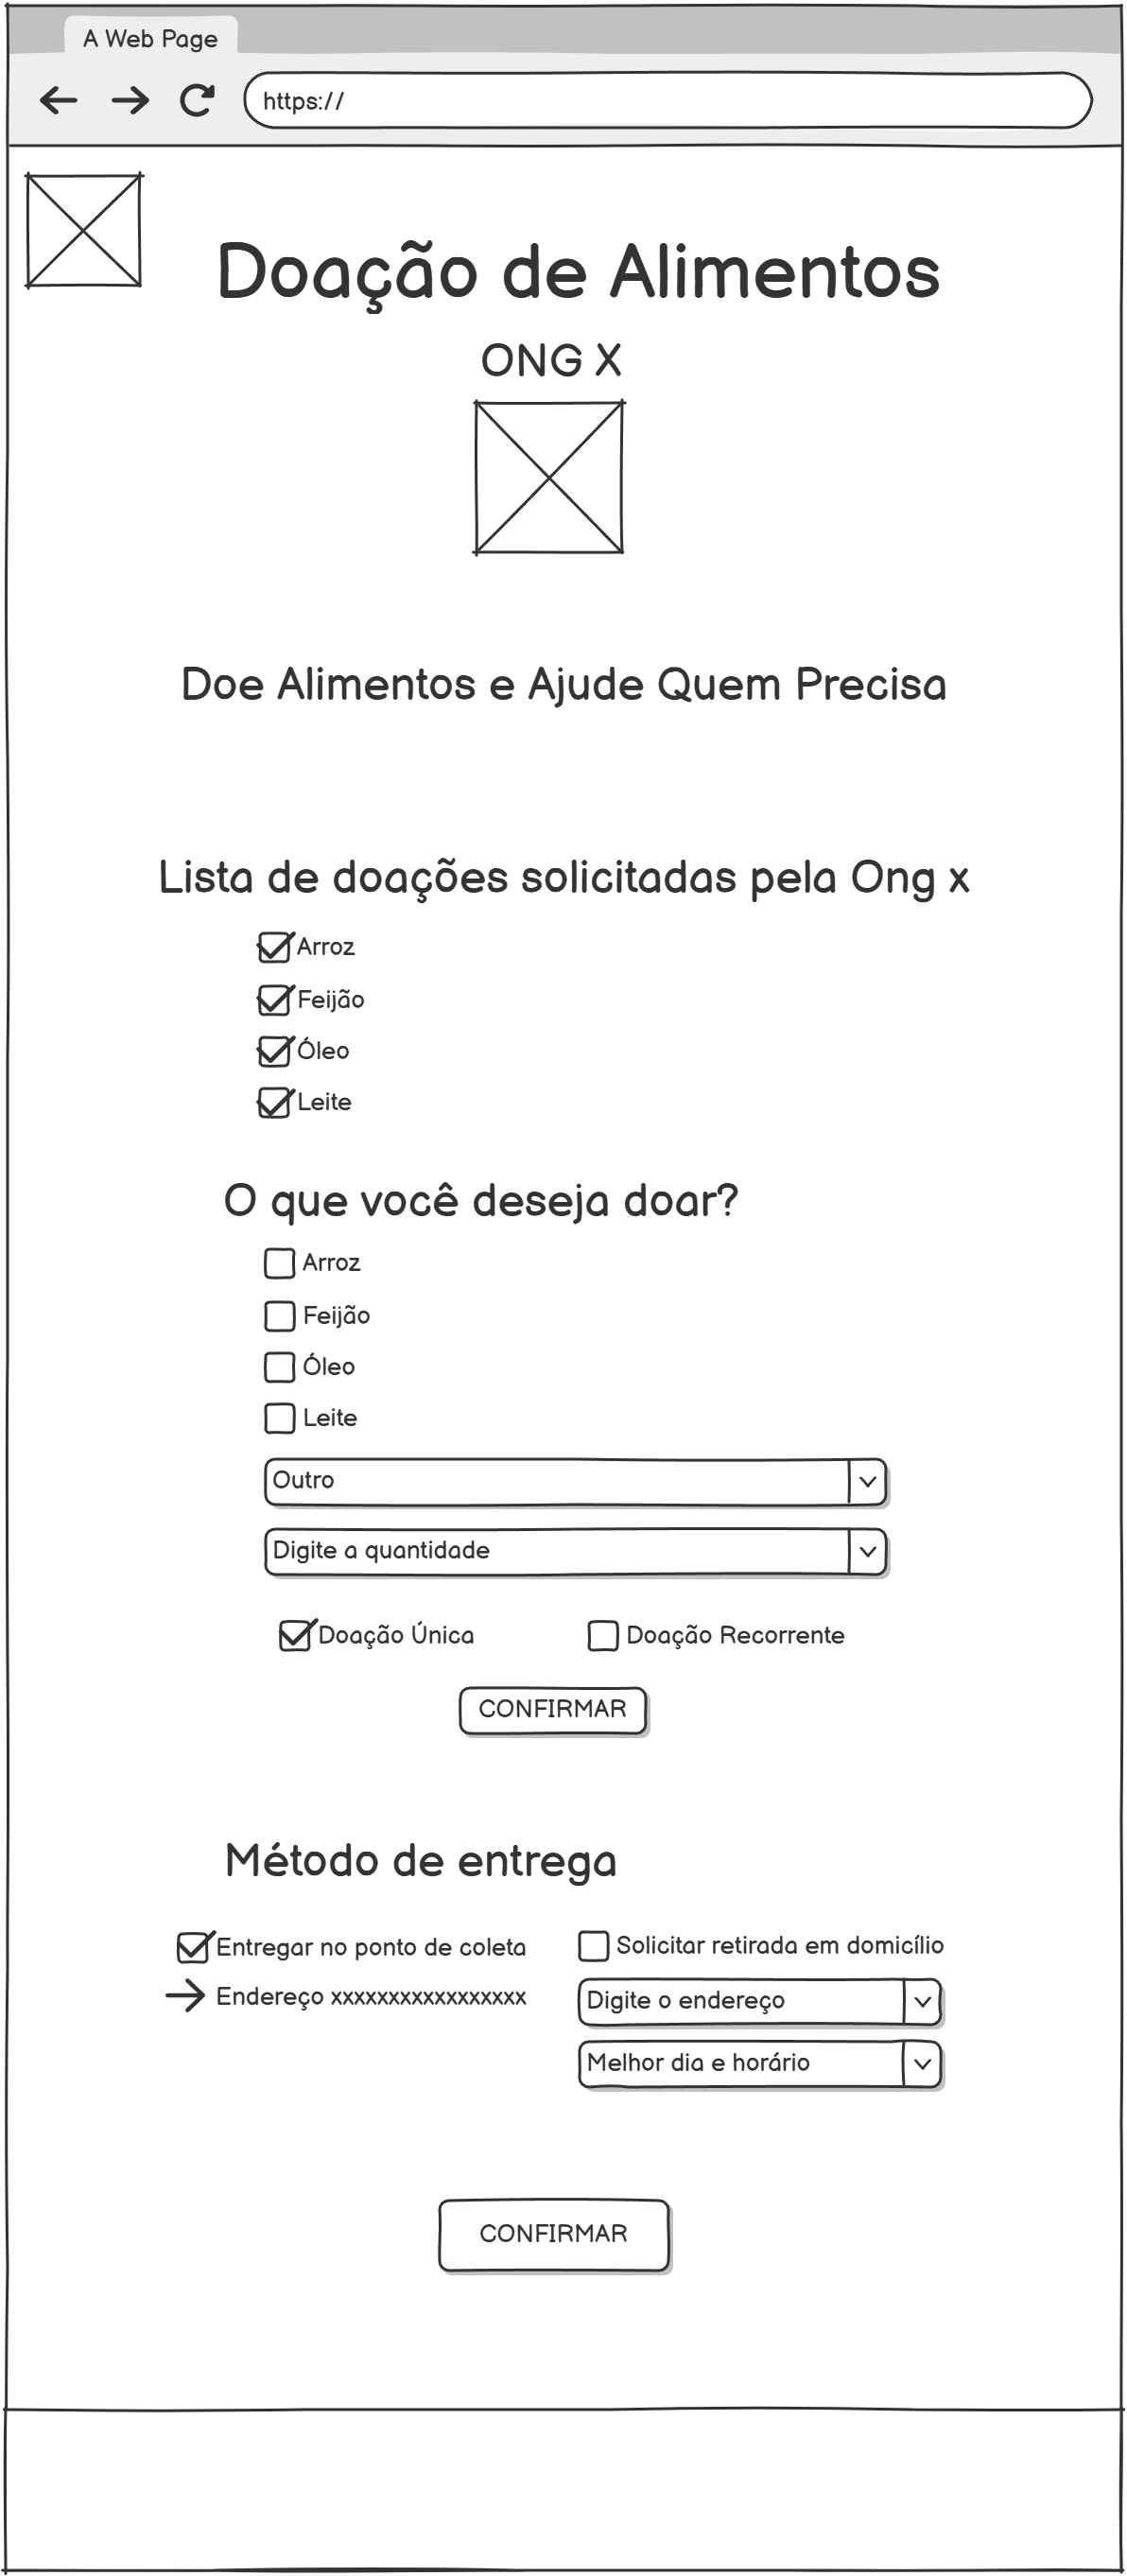 A Web Page
https://
Doação de Alimentos
ONG X
Doe Alimentos e Ajude Quem Precisa
Lista de doações solicitadas pela Ong x
Arroz
Feijão
Óleo
Leite
O que você deseja doar?
Arroz
Feijão
Óleo
Leite
Outro
Digite a quantidade
Doação Única
Doação Recorrente
CONFIRMAR
Método de entrega
Entregar no ponto de coleta
Endereço xxxxxxxxxxxxxxxxx
Solicitar retirada em domicílio
Digite o endereço
Melhor dia e horário
CONFIRMAR